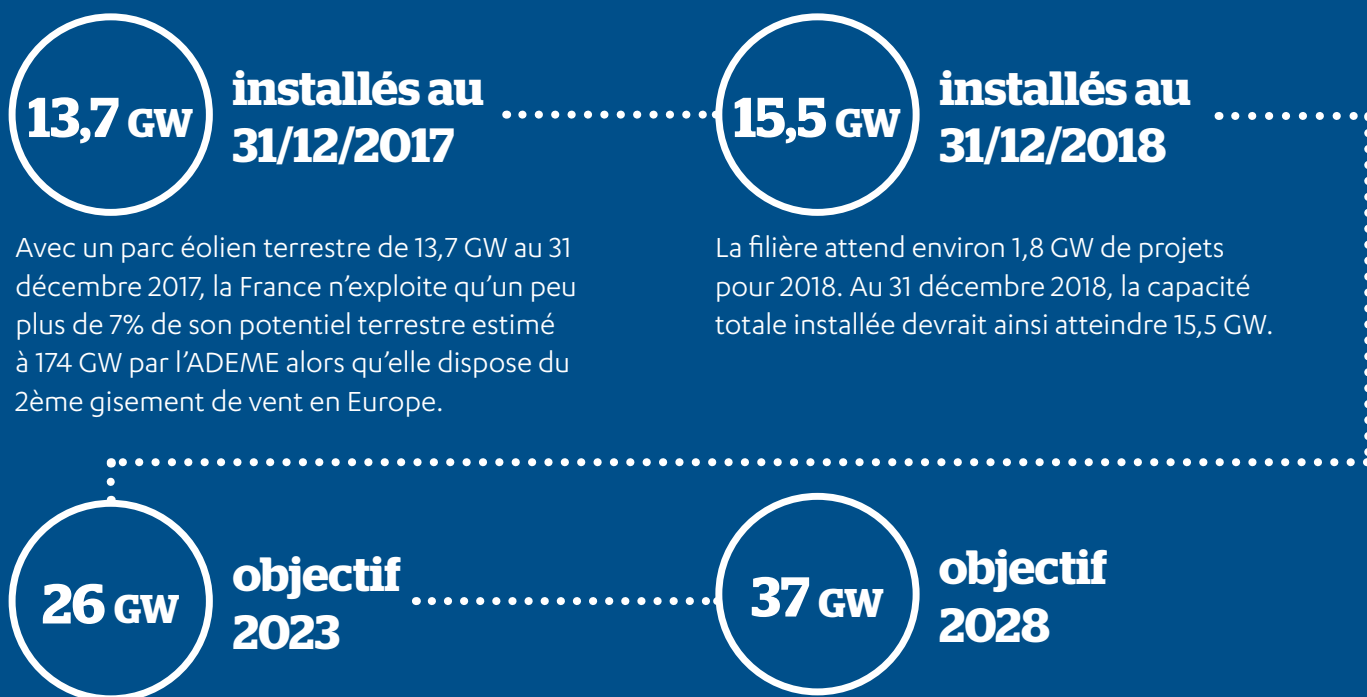 13,7 GW
installés au
31/12/2017
Avec un parc éolien terrestre de 13,7 GW au 31
décembre 2017, la France n’exploite qu’un peu
plus de 7% de son potentiel terrestre estimé
à 174 GW par l’ADEME alors qu’elle dispose du
2ème gisement de vent en Europe.
15,5 GW
installés au
31/12/2018
La filière attend environ 1,8 GW de projets
pour 2018. Au 31 décembre 2018, la capacité
totale installée devrait ainsi atteindre 15,5 GW.
26 GW
objectif
2023
37 GW
objectif
2028